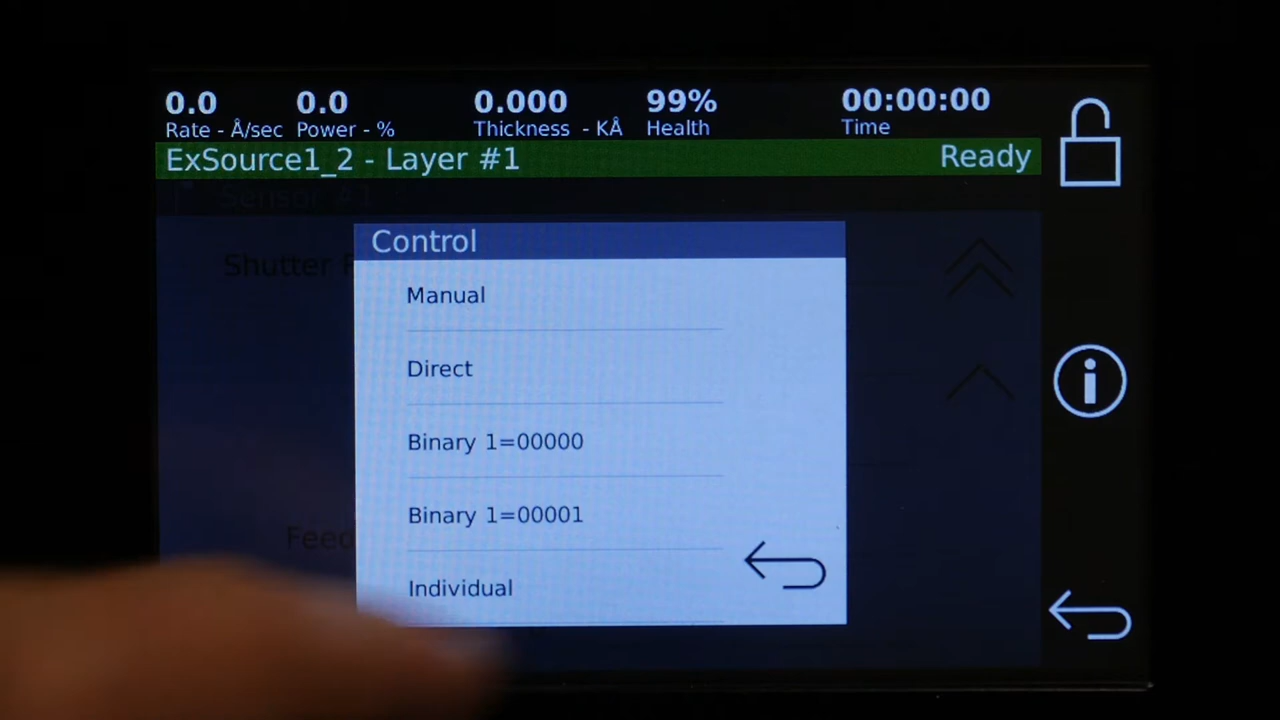 0.0 0.0 0.000 99% 00:00:00
Rate - Å/sec Power - % Thickness - KÅ Health Time
ExSource1_2 - Layer #1 Ready
Sensor #1
Shutter
Control
Manual
Direct
Binary 1=00000
Binary 1=00001
Feed
Individual